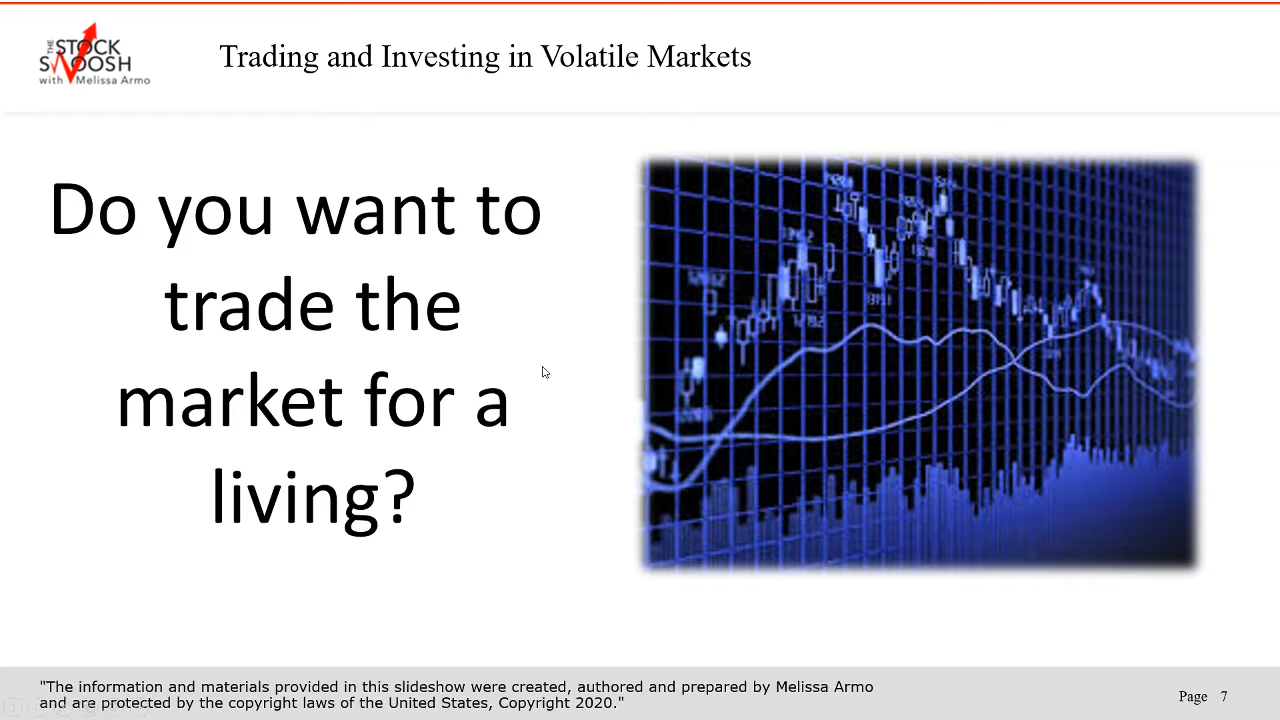 THE
STOCK
SWOOSH
with Melissa Armo
Trading and Investing in Volatile Markets
Do you want to
trade the
market for a
living?
"The information and materials provided in this slideshow were created, authored and prepared by Melissa Armo
and are protected by the copyright laws of the United States, Copyright 2020."
Page 7